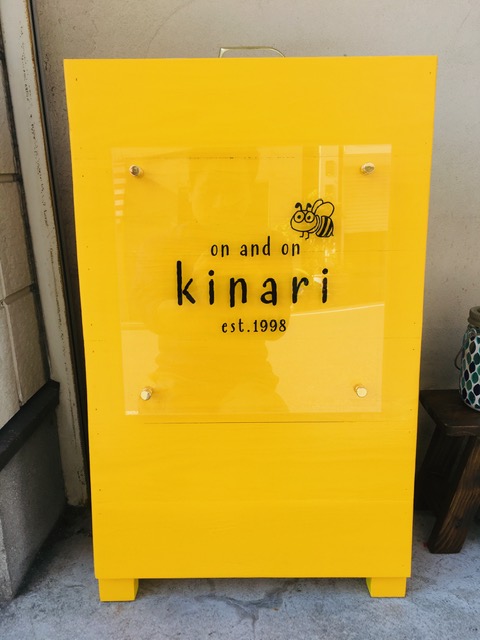 on and on
kinari
est.1998